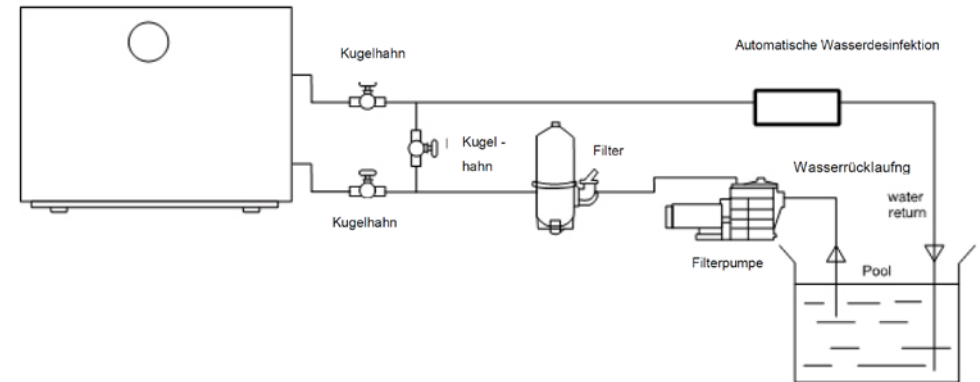 Kugelhahn
Automatische Wasserdesinfektion
Kugel -
hahn
Filter
Wasserrücklaufng
water
return
Kugelhahn
Filterpumpe
Pool